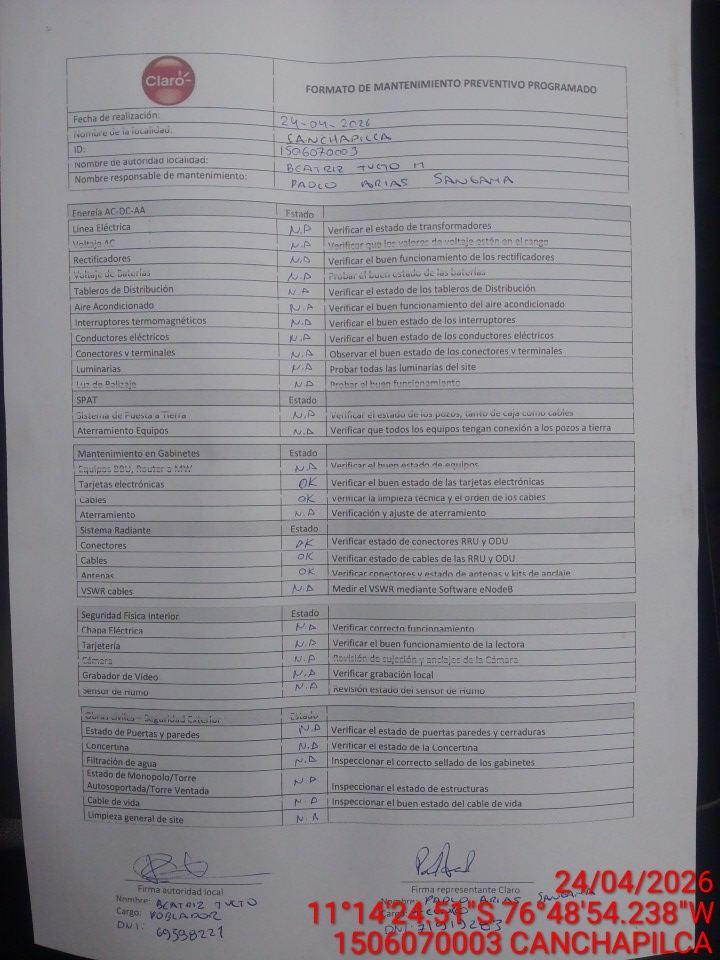 Claro
FORMATO DE MANTENIMIENTO PREVENTIVO PROGRAMADO
Fecha de realización: 24-04-2026
Nombre de la localidad: SANCHAPILCA
ID: 1506070003
Nombre de autoridad localidad: BEATRIZ TUCTO M
Nombre responsable de mantenimiento: PABLO ARIAS SANGAMA
Energía AC-DC-AA Estado
Línea Eléctrica N.A Verificar el estado de transformadores
Voltaje AC N.A Verificar que los valores de voltaje estén en el rango
Rectificadores N.A Verificar el buen funcionamiento de los rectificadores
Voltaje de Baterías N.A Probar el buen estado de las baterías
Tableros de Distribución N.A Verificar el estado de los tableros de Distribución
Aire Acondicionado N.A Verificar el buen funcionamiento del aire acondicionado
Interruptores termomagnéticos N.A Verificar el buen estado de los interruptores
Conductores eléctricos N.A Verificar el buen estado de los conductores eléctricos
Conectores y terminales N.A Observar el buen estado de los conectores y terminales
Luminarias N.A Probar todas las luminarias del site
Luz de Balizaje N.A Probar el buen funcionamiento
SPAT Estado
Sistema de Puesta a Tierra N.A Verificar el estado de los pozos, tanto de caja como cables
Aterramiento Equipos N.A Verificar que todos los equipos tengan conexión a los pozos a tierra
Mantenimiento en Gabinetes Estado
Equipos BBU, Router o MW N.A Verificar el buen estado de equipos
Tarjetas electrónicas OK Verificar el buen estado de las tarjetas electrónicas
Cables OK Verificar la limpieza técnica y el orden de los cables
Aterramiento N.A Verificación y ajuste de aterramiento
Sistema Radiante Estado
Conectores OK Verificar estado de conectores RRU y ODU
Cables OK Verificar estado de cables de las RRU y ODU
Antenas OK Verificar conectores y estado de antenas y kits de anclaje
VSWR cables N.A Medir el VSWR mediante Software eNodeB
Seguridad Física Interior Estado
Chapa Eléctrica N.A Verificar correcto funcionamiento
Tarjetería N.A Verificar el buen funcionamiento de la lectora
Cámara N.A Revisión de sujeción y anclajes de la Cámara
Grabador de Video N.A Verificar grabación local
Sensor de Humo N.A Revisión estado del sensor de Humo
Obras civiles – Seguridad Exterior Estado
Estado de Puertas y paredes N.A Verificar el estado de puertas paredes y cerraduras
Concertina N.A Verificar el estado de la Concertina
Filtración de agua N.A Inspeccionar el correcto sellado de los gabinetes
Estado de Monopolo/Torre
Autosoportada/Torre Ventada N.A Inspeccionar el estado de estructuras
Cable de vida N.A Inspeccionar el buen estado del cable de vida
Limpieza general de site N.A
Firma autoridad local
Nombre: BEATRIZ TUCTO
Cargo: POBLADOR
DNI: 69598221
Firma representante Claro
Nombre: PABLO ARIAS SANGAMA
Cargo:
DNI:
24/04/2026
11°14'24.51"S 76°48'54.238"W
1506070003 CANCHAPILCA